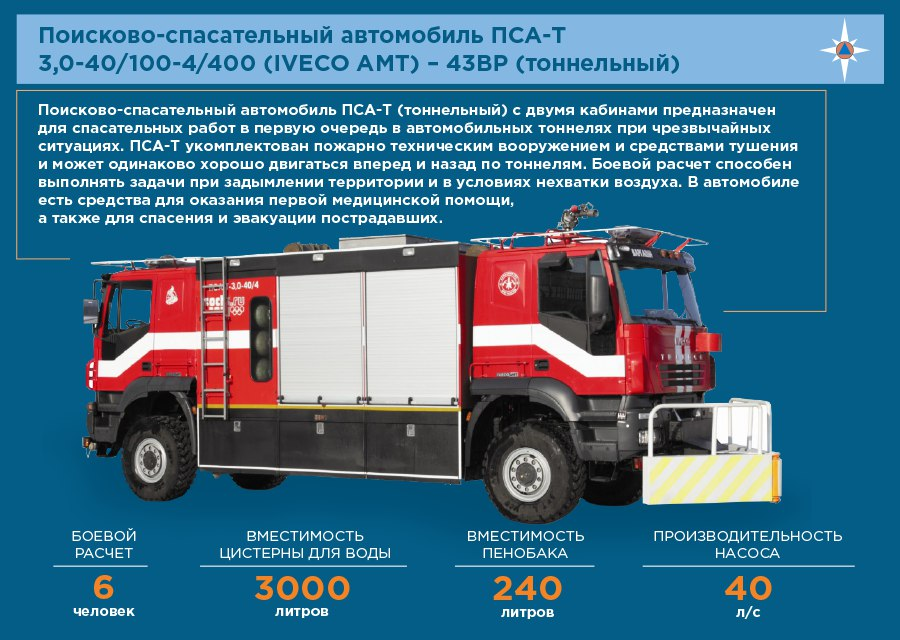 Поисково-спасательный автомобиль ПСА-Т
3,0-40/100-4/400 (IVECO АМТ) – 43ВР (тоннельный)
Поисково-спасательный автомобиль ПСА-Т (тоннельный) с двумя кабинами предназначен
для спасательных работ в первую очередь в автомобильных тоннелях при чрезвычайных
ситуациях. ПСА-Т укомплектован пожарно техническим вооружением и средствами тушения
и может одинаково хорошо двигаться вперед и назад по тоннелям. Боевой расчет способен
выполнять задачи при задымлении территории и в условиях нехватки воздуха. В автомобиле
есть средства для оказания первой медицинской помощи,
а также для спасения и эвакуации пострадавших.
ПСА-Т-3,0-40/4
sochi.ru
БОЕВОЙ
РАСЧЕТ
6
человек
ВМЕСТИМОСТЬ
ЦИСТЕРНЫ ДЛЯ ВОДЫ
3000
литров
ВМЕСТИМОСТЬ
ПЕНОБАКА
240
литров
ПРОИЗВОДИТЕЛЬНОСТЬ
НАСОСА
40
л/с